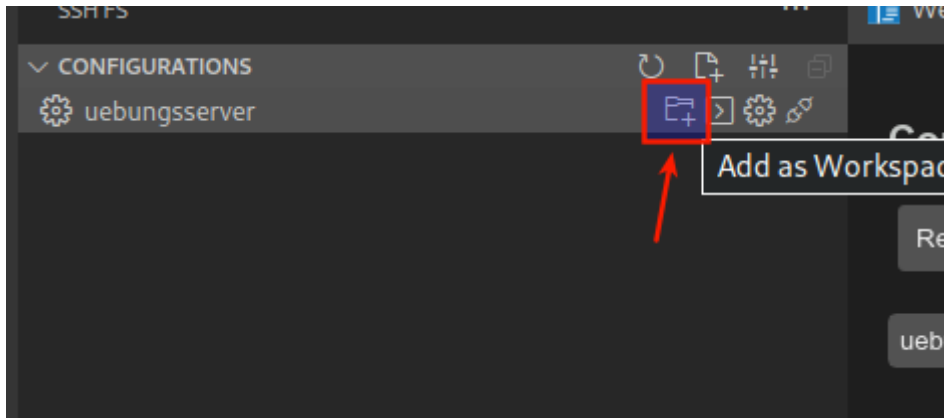 SSH FS
CONFIGURATIONS
uebungsserver
Add as Workspac
Re
ueb